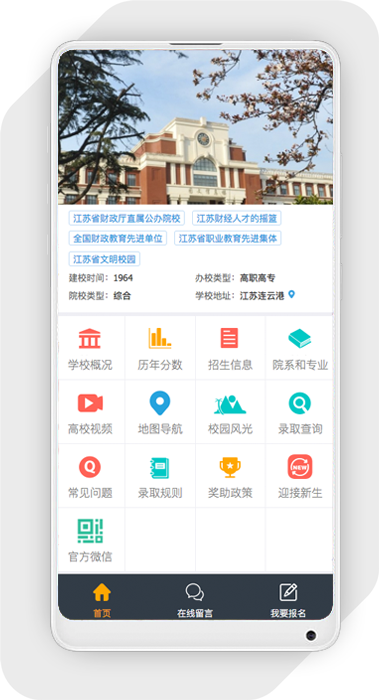 江苏省财政厅直属公办院校 江苏财经人才的摇篮
全国财政教育先进单位 江苏省职业教育先进集体
江苏省文明校园
建校时间：1964 办校类型：高职高专
院校类型：综合 学校地址：江苏连云港
学校概况 历年分数 招生信息 院系和专业
高校视频 地图导航 校园风光 录取查询
Q NEW
常见问题 录取规则 奖助政策 迎接新生
官方微信
首页 在线留言 我要报名